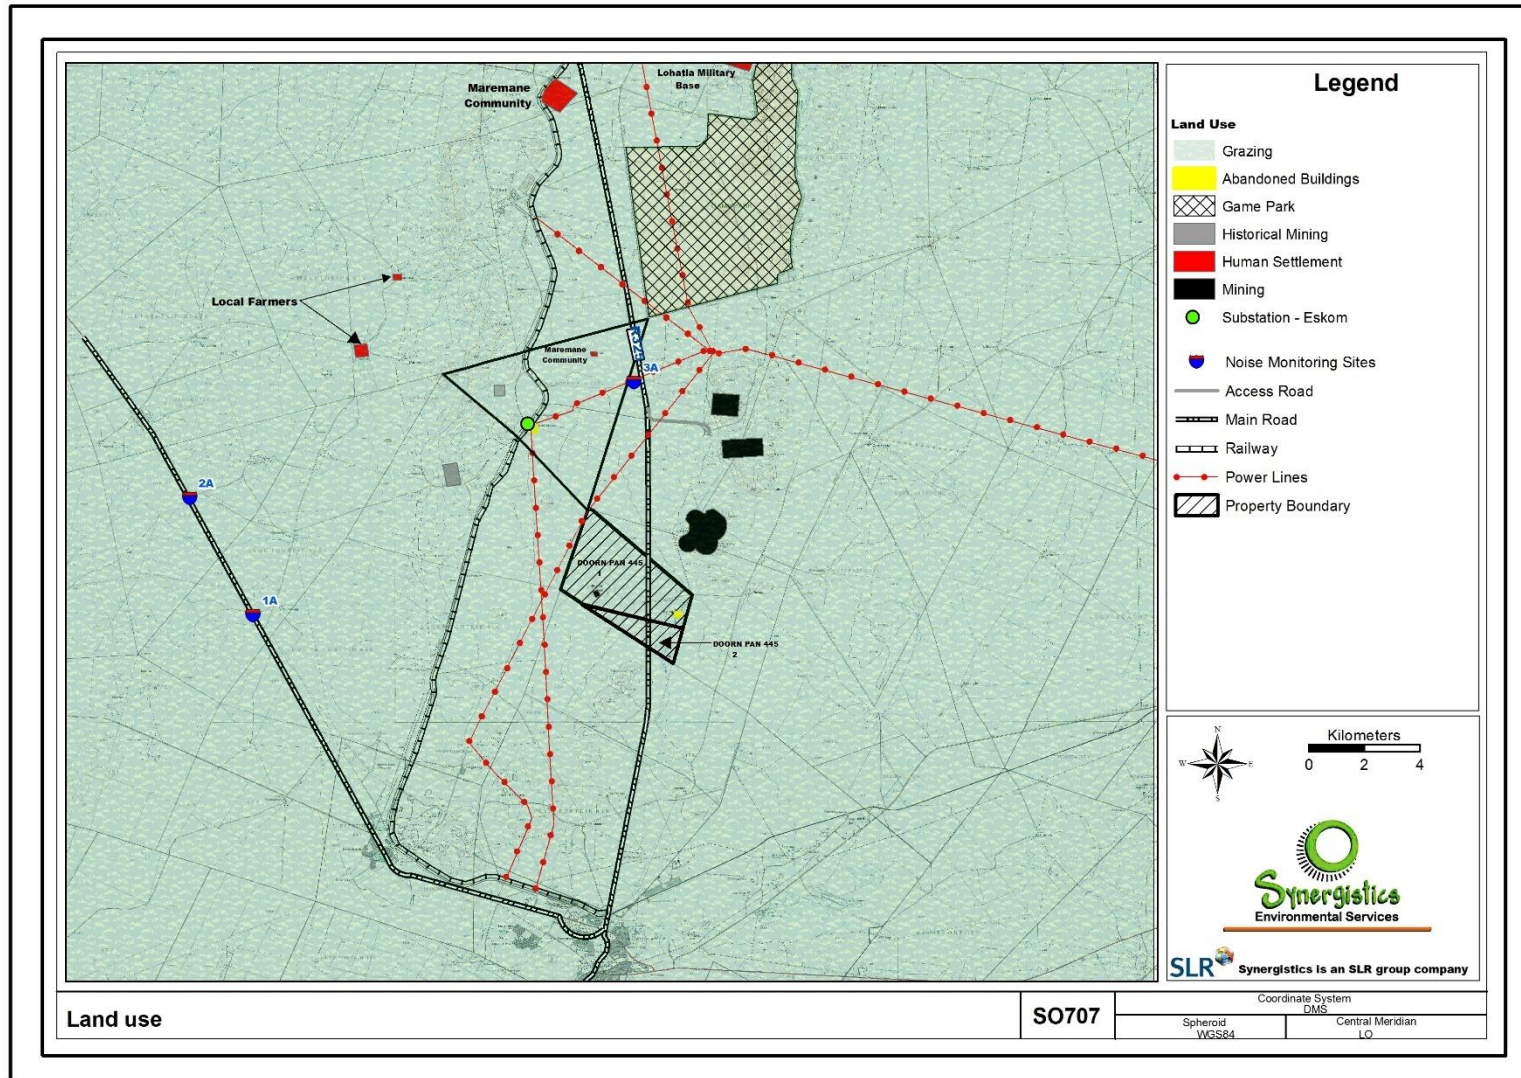 Maremane
Community
Lohatla Military
Base
Local Farmers
Maremane
Community
R325
3A
2A
1A
DOORN PAN 445
1
DOORN PAN 445
2
Legend
Land Use
Grazing
Abandoned Buildings
Game Park
Historical Mining
Human Settlement
Mining
Substation - Eskom
Noise Monitoring Sites
Access Road
Main Road
Railway
Power Lines
Property Boundary
N
W
E
S
Kilometers
0 2 4
Synergistics
Environmental Services
SLR
Synergistics is an SLR group company
Land use
SO707
Coordinate System
DMS
Spheroid
WGS84
Central Meridian
LO